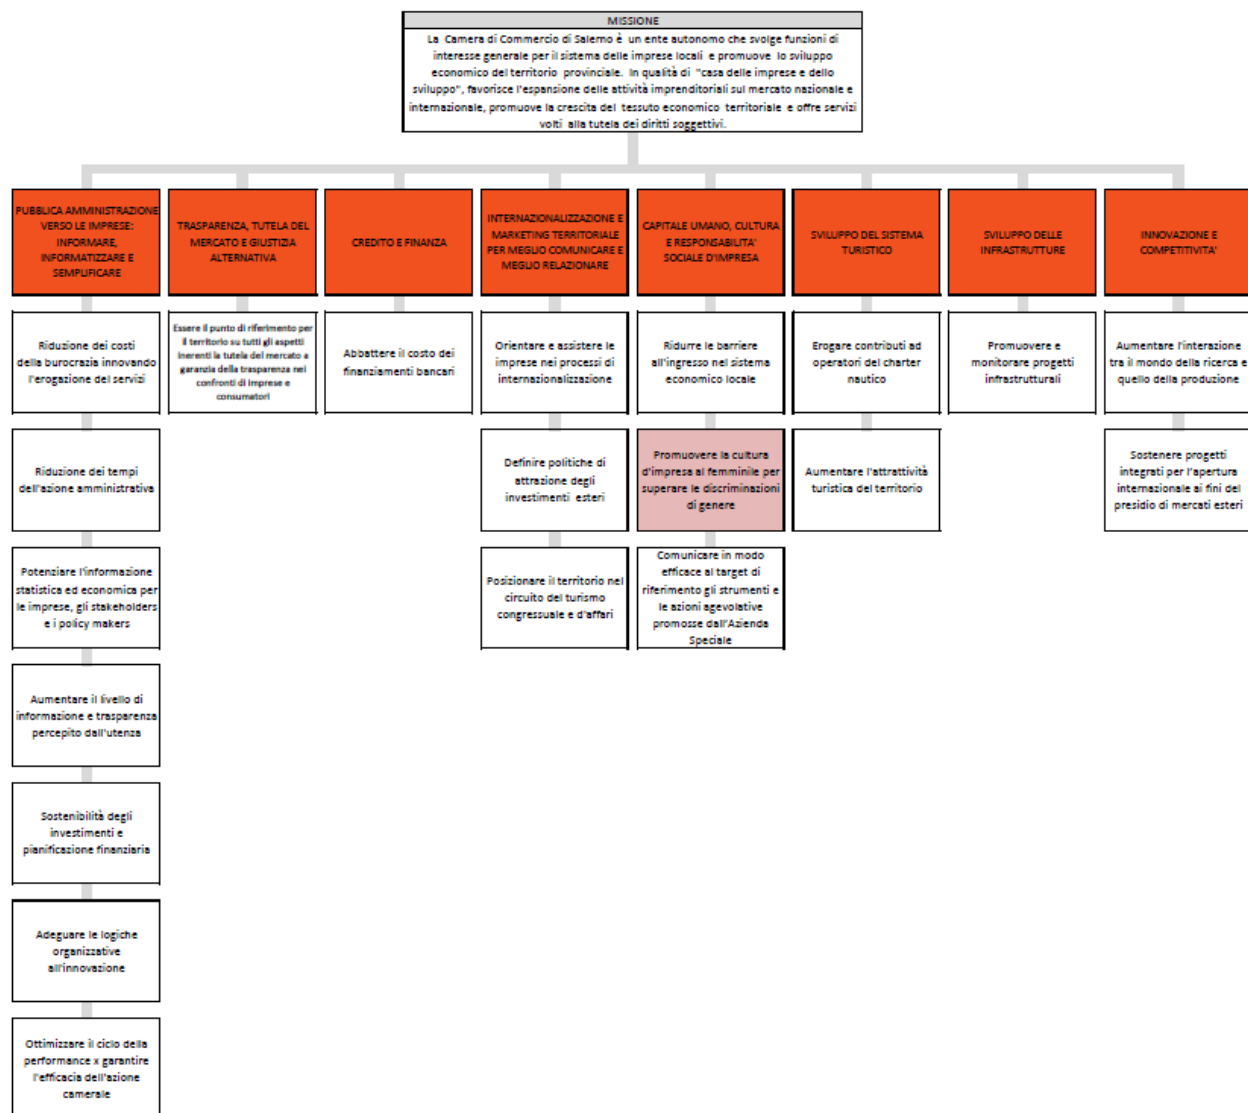 MISSIONE
La Camera di Commercio di Salerno è un ente autonomo che svolge funzioni di
interesse generale per il sistema delle imprese locali e promuove lo sviluppo
economico del territorio provinciale. In qualità di "casa delle imprese e dello
sviluppo", favorisce l'espansione delle attività imprenditoriali sul mercato nazionale e
internazionale, promuove la crescita del tessuto economico territoriale e offre servizi
volti alla tutela dei diritti soggettivi.
PUBBLICA AMMINISTRAZIONE
VERSO LE IMPRESE:
INFORMARE,
INFORMATIZZARE E
SEMPLIFICARE
TRASPARENZA, TUTELA DEL
MERCATO E GIUSTIZIA
ALTERNATIVA
CREDITO E FINANZA
INTERNAZIONALIZZAZIONE E
MARKETING TERRITORIALE
PER MEGLIO COMUNICARE E
MEGLIO RELAZIONARE
CAPITALE UMANO, CULTURA
E RESPONSABILITA'
SOCIALE D'IMPRESA
SVILUPPO DEL SISTEMA
TURISTICO
SVILUPPO DELLE
INFRASTRUTTURE
INNOVAZIONE E
COMPETITIVITA'
Riduzione dei costi
della burocrazia innovando
l'erogazione dei servizi
Essere il punto di riferimento per
il territorio su tutti gli aspetti
inerenti la tutela del mercato a
garanzia della trasparenza nei
confronti di imprese e
consumatori
Abbattere il costo dei
finanziamenti bancari
Orientare e assistere le
imprese nei processi di
internazionalizzazione
Ridurre le barriere
all'ingresso nel sistema
economico locale
Erogare contributi ad
operatori del charter
nautico
Promuovere e
monitorare progetti
infrastrutturali
Aumentare l'interazione
tra il mondo della ricerca e
quello della produzione
Riduzione dei tempi
dell'azione amministrativa
Definire politiche di
attrazione degli
investimenti esteri
Promuovere la cultura
d'impresa al femminile per
superare le discriminazioni
di genere
Aumentare l'attrattività
turistica del territorio
Sostenere progetti
integrati per l'apertura
internazionale ai fini del
presidio di mercati esteri
Potenziare l'informazione
statistica ed economica per
le imprese, gli stakeholders
e i policy makers
Posizionare il territorio nel
circuito del turismo
congressuale e d'affari
Comunicare in modo
efficace al target di
riferimento gli strumenti e
le azioni agevolative
promosse dall'Azienda
Speciale
Aumentare il livello di
informazione e trasparenza
percepito dall'utenza
Sostenibilità degli
investimenti e
pianificazione finanziaria
Adeguare le logiche
organizzative
all'innovazione
Ottimizzare il ciclo della
performance x garantire
l'efficacia dell'azione
camerale